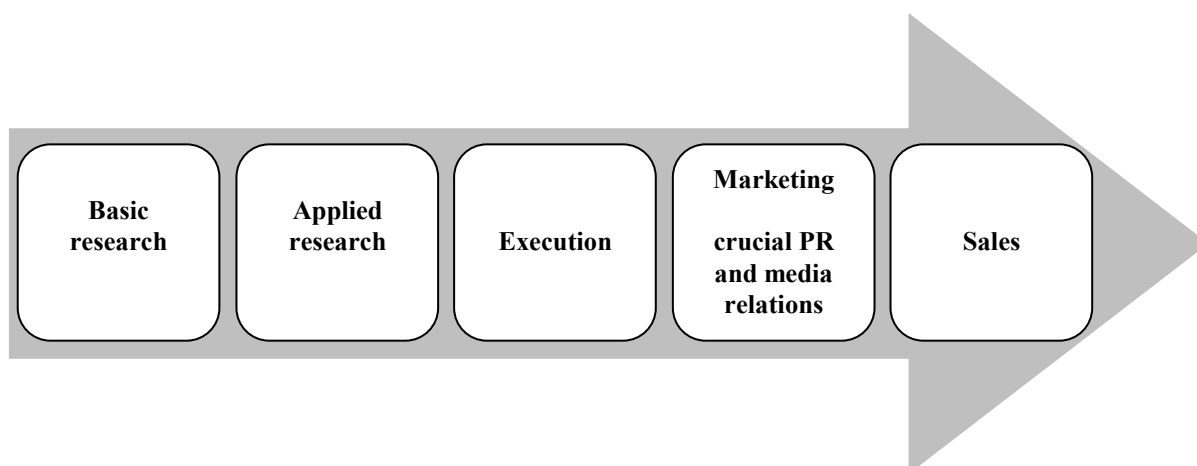 Basic
research
Applied
research
Execution
Marketing
crucial PR
and media
relations
Sales